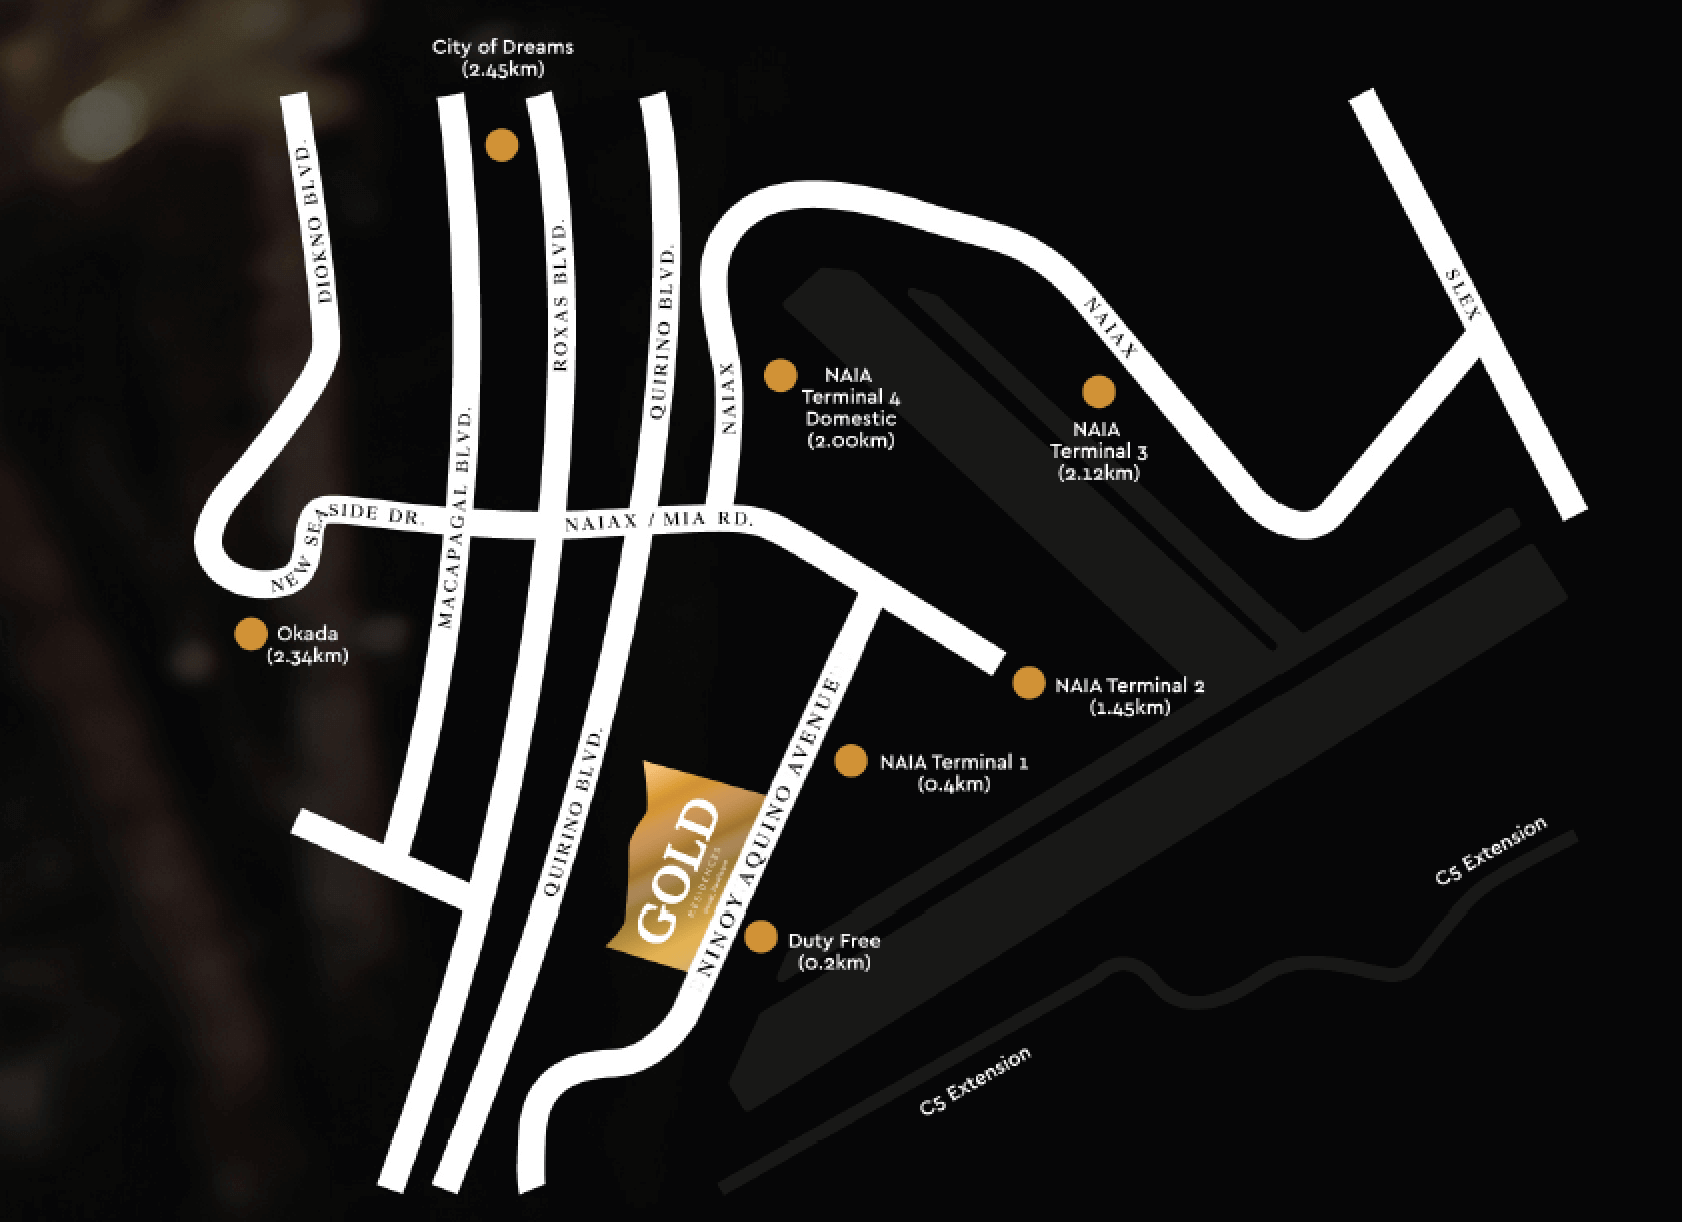 City of Dreams
(2.45km)
DIOKNO BLVD.
ROXAS BLVD.
QUIRINO BLVD.
SLEX
NAIAX
NAIAX
NAIA
Terminal 4
Domestic
(2.00km)
NAIA
Terminal 3
(2.12km)
MACAPAGAL BLVD.
NEW SEASIDE DR.
NAIAX / MIA RD.
Okada
(2.34km)
NAIA Terminal 2
(1.45km)
NAIA Terminal 1
(0.4km)
QUIRINO BLVD.
NINOY AQUINO AVENUE
GOLD
RESIDENCES
Duty Free
(0.2km)
C5 Extension
C5 Extension